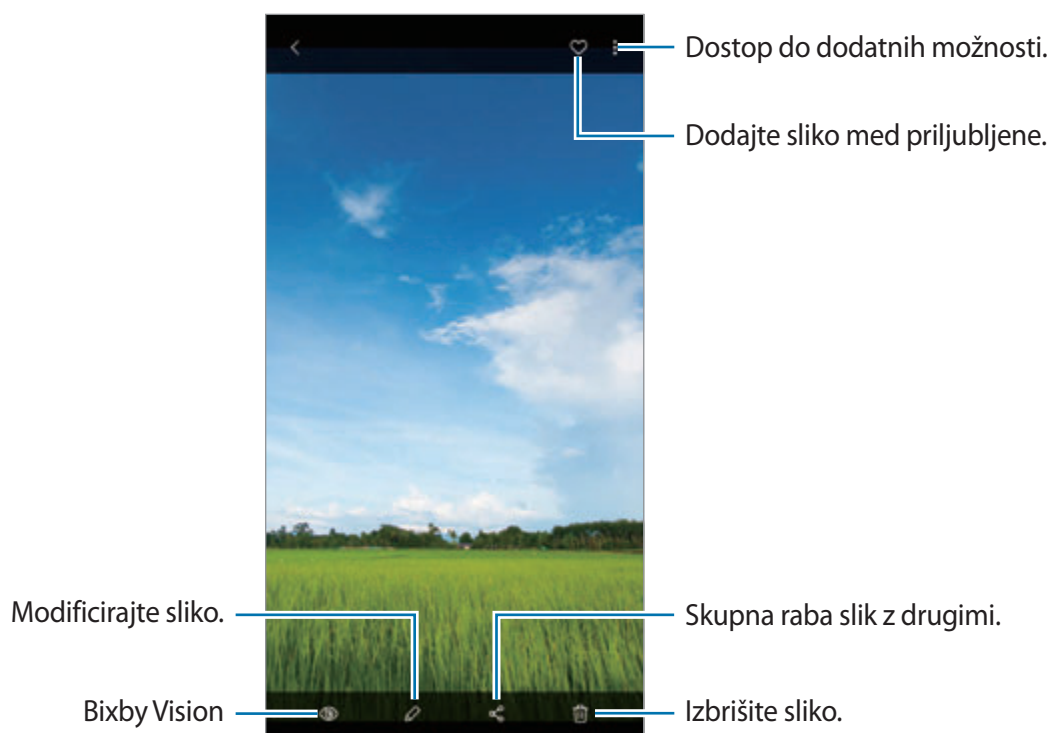 Dostop do dodatnih možnosti.
Dodajte sliko med priljubljene.
Modificirajte sliko.
Skupna raba slik z drugimi.
Bixby Vision
Izbrišite sliko.